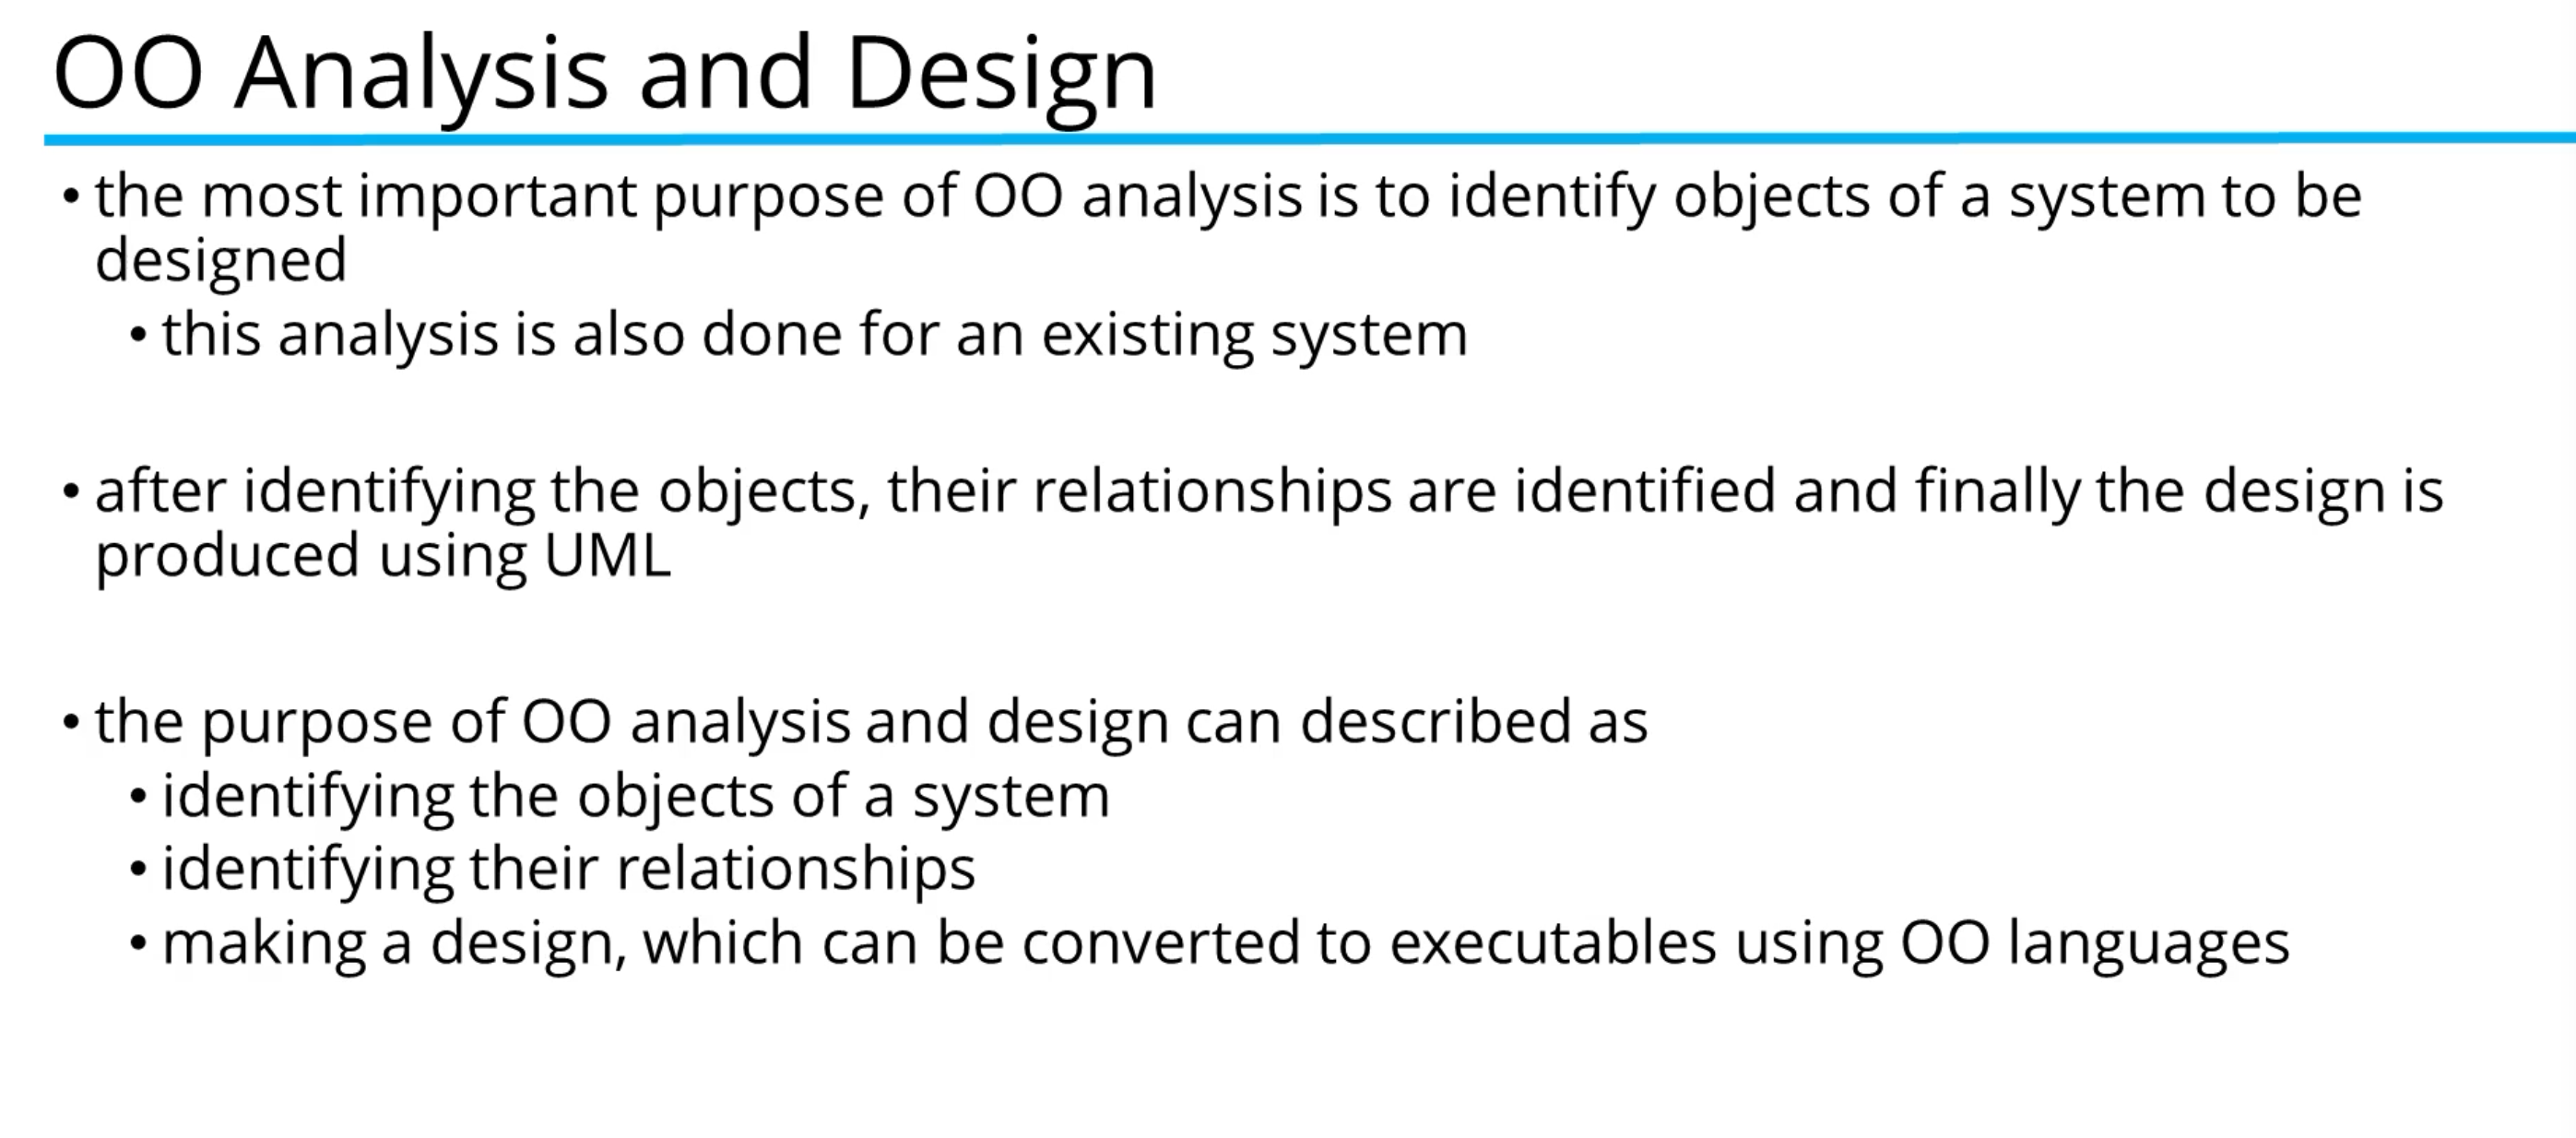 OO Analysis and Design
• the most important purpose of OO analysis is to identify objects of a system to be
designed
• this analysis is also done for an existing system
• after identifying the objects, their relationships are identified and finally the design is
produced using UML
• the purpose of OO analysis and design can described as
• identifying the objects of a system
• identifying their relationships
• making a design, which can be converted to executables using OO languages